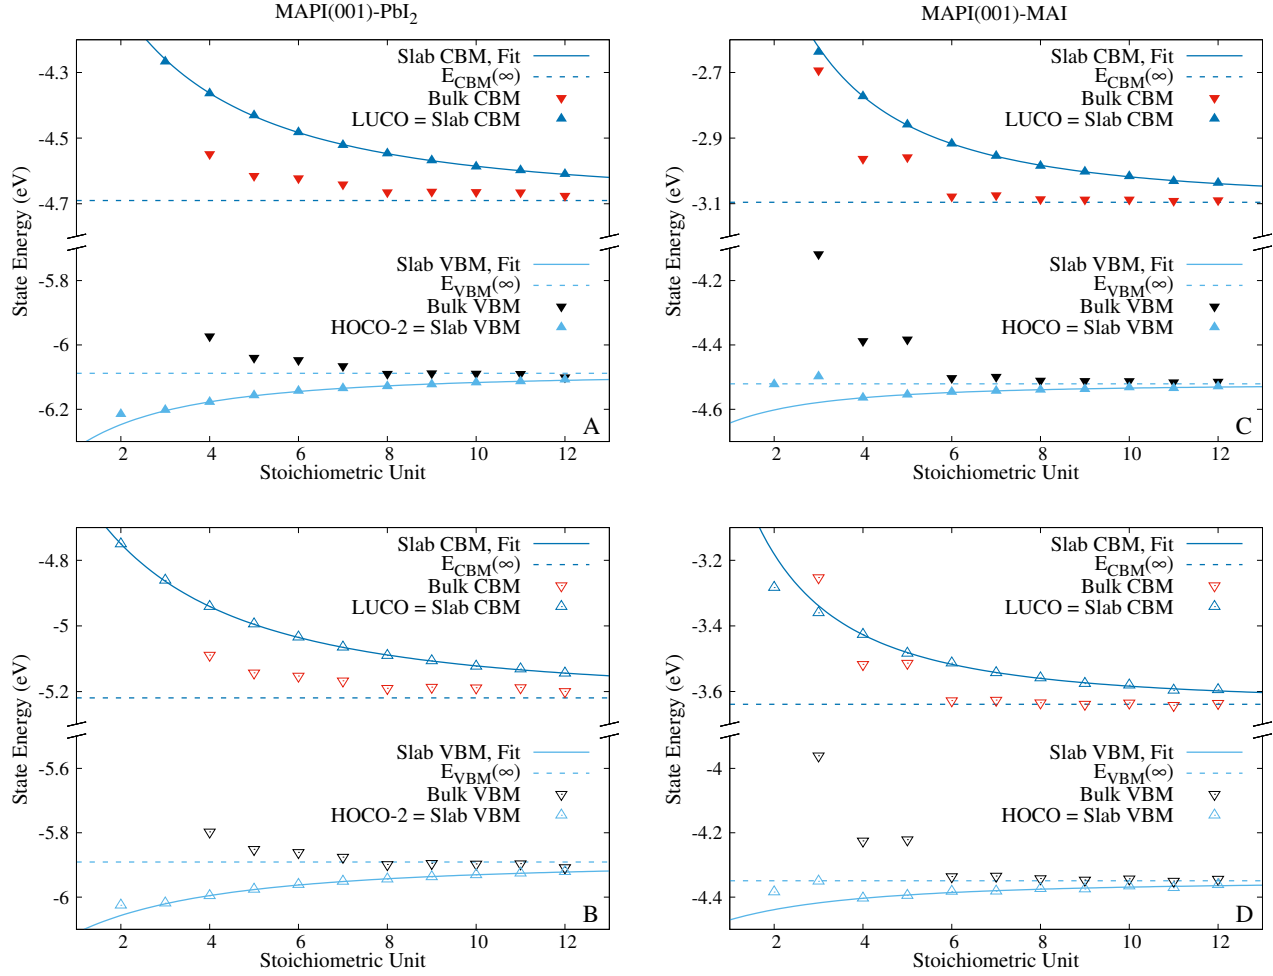 MAPI(001)-PbI2
MAPI(001)-MAI
State Energy (eV)
-4.3
-4.5
-4.7
-5.8
-6
-6.2
Slab CBM, Fit
ECBM(∞)
Bulk CBM
LUCO = Slab CBM
Slab VBM, Fit
EVBM(∞)
Bulk VBM
HOCO-2 = Slab VBM
A
2 4 6 8 10 12
Stoichiometric Unit
State Energy (eV)
-2.7
-2.9
-3.1
-4.2
-4.4
-4.6
Slab CBM, Fit
ECBM(∞)
Bulk CBM
LUCO = Slab CBM
Slab VBM, Fit
EVBM(∞)
Bulk VBM
HOCO = Slab VBM
C
2 4 6 8 10 12
Stoichiometric Unit
State Energy (eV)
-4.8
-5
-5.2
-5.6
-5.8
-6
Slab CBM, Fit
ECBM(∞)
Bulk CBM
LUCO = Slab CBM
Slab VBM, Fit
EVBM(∞)
Bulk VBM
HOCO-2 = Slab VBM
B
2 4 6 8 10 12
Stoichiometric Unit
State Energy (eV)
-3.2
-3.4
-3.6
-4
-4.2
-4.4
Slab CBM, Fit
ECBM(∞)
Bulk CBM
LUCO = Slab CBM
Slab VBM, Fit
EVBM(∞)
Bulk VBM
HOCO = Slab VBM
D
2 4 6 8 10 12
Stoichiometric Unit